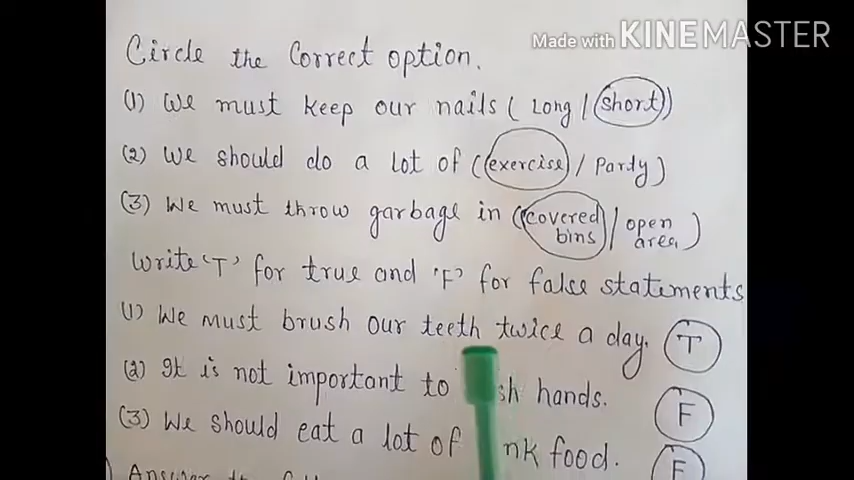 Made with KINEMASTER
Circle the Correct option.
(1) We must keep our nails ( Long / short )
(2) We should do a lot of (exercise / Party )
(3) We must throw garbage in (covered bins / open area )
Write 'T' for true and 'F' for false statements
(1) We must brush our teeth twice a day. T
(2) It is not important to hands. F
(3) We should eat a lot of food. F